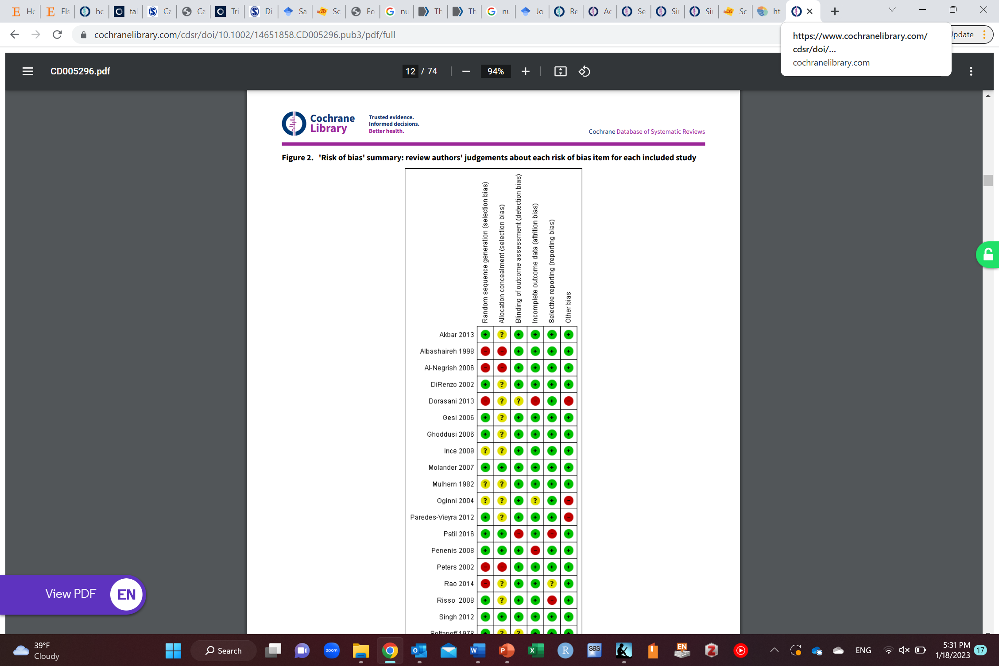 Hc
Els
hc
tal
Ca
Ca
Tri
Di
Sa
Sc
Fo
nu
Th
Th
nu
Jo
Re
Ac
Se
Sin
Sin
Sc
ht
cochranelibrary.com/cdsr/doi/10.1002/14651858.CD005296.pub3/pdf/full
https://www.cochranelibrary.com/
cdsr/doi/...
cochranelibrary.com
CD005296.pdf
12 / 74
94%
Cochrane
Library
Trusted evidence.
Informed decisions.
Better health.
Cochrane Database of Systematic Reviews
Figure 2. 'Risk of bias' summary: review authors' judgements about each risk of bias item for each included study
Random sequence generation (selection bias)
Allocation concealment (selection bias)
Blinding of outcome assessment (detection bias)
Incomplete outcome data (attrition bias)
Selective reporting (reporting bias)
Other bias
Akbar 2013 + ? + + + +
Albashaireh 1998 - - + + + +
Al-Negrish 2006 - - + + + +
DiRenzo 2002 + ? + + + +
Dorasani 2013 - ? ? - + -
Gesi 2006 + ? + + + +
Ghoddusi 2006 + ? + + + +
Ince 2009 ? ? + + + +
Molander 2007 + + + + + +
Mulhern 1982 ? ? + + + +
Oginni 2004 ? ? + ? + -
Paredes-Vieyra 2012 + ? + + + -
Patil 2016 + + - + - +
Penenis 2008 + + + - + +
Peters 2002 - - + + + +
Rao 2014 - ? + + ? +
Risso 2008 + ? + + - +
Singh 2012 + + + + + +
Soltanoff 1978 + ? ? + + +
View PDF EN
39°F
Cloudy
Search
zoom
sas
EN
ENG
5:31 PM
1/18/2023
17